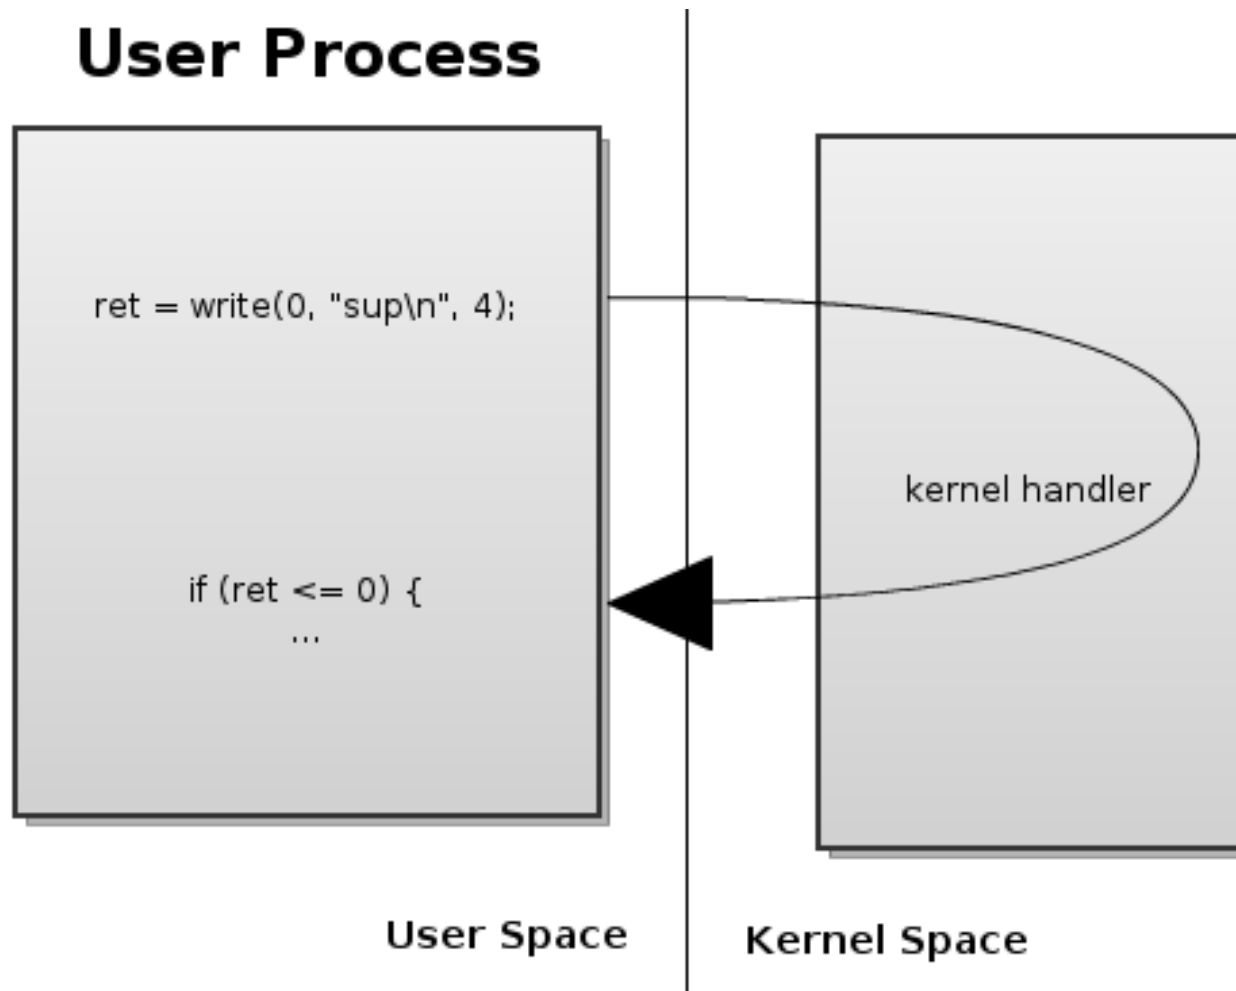 User Process
ret = write(0, "sup\n", 4);
kernel handler
if (ret <= 0) {
...
User Space
Kernel Space